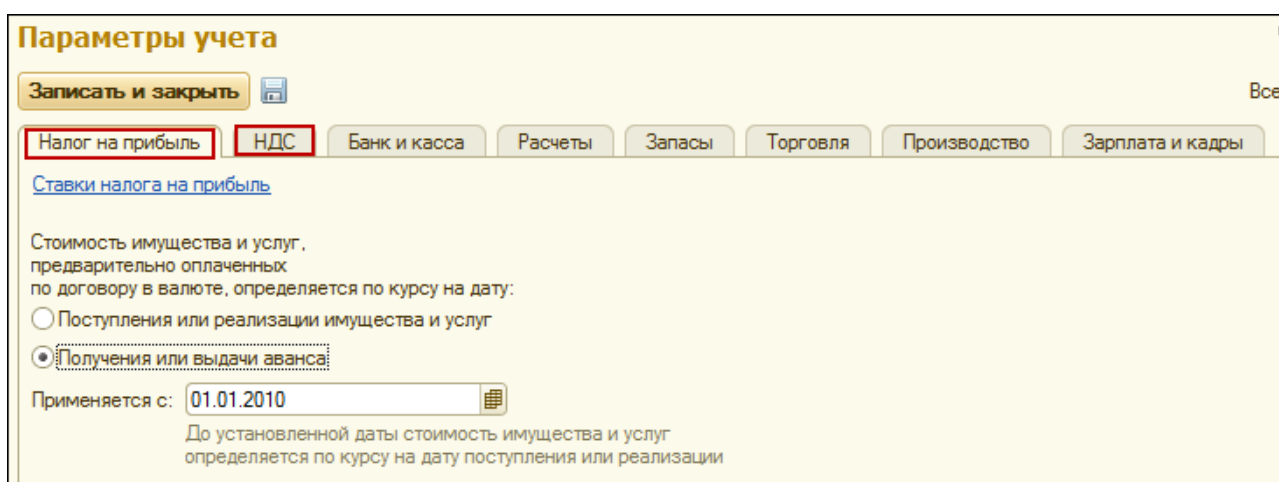 Параметры учета
Записать и закрыть
Все
Налог на прибыль НДС Банк и касса Расчеты Запасы Торговля Производство Зарплата и кадры
Ставки налога на прибыль
Стоимость имущества и услуг,
предварительно оплаченных
по договору в валюте, определяется по курсу на дату:
Поступления или реализации имущества и услуг
Получения или выдачи аванса
Применяется с: 01.01.2010
До установленной даты стоимость имущества и услуг
определяется по курсу на дату поступления или реализации